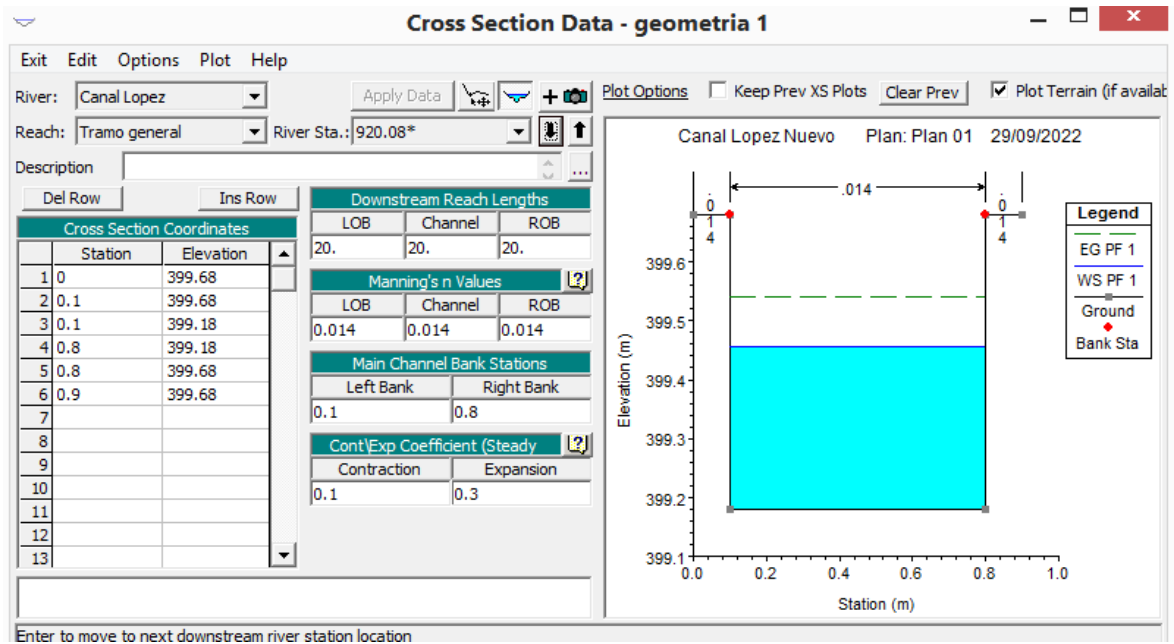 Cross Section Data - geometria 1
Exit Edit Options Plot Help
River: Canal Lopez Apply Data Plot Options Keep Prev XS Plots Clear Prev Plot Terrain (if availab
Reach: Tramo general River Sta.: 920.08*
Description ...
Del Row Ins Row
Cross Section Coordinates
Station Elevation
1 0 399.68
2 0.1 399.68
3 0.1 399.18
4 0.8 399.18
5 0.8 399.68
6 0.9 399.68
7
8
9
10
11
12
13
Downstream Reach Lengths
LOB Channel ROB
20. 20. 20.
Manning's n Values
LOB Channel ROB
0.014 0.014 0.014
Main Channel Bank Stations
Left Bank Right Bank
0.1 0.8
Cont\Exp Coefficient (Steady
Contraction Expansion
0.1 0.3
Canal Lopez Nuevo Plan: Plan 01 29/09/2022
.014
.014
.014
Legend
EG PF 1
WS PF 1
Ground
Bank Sta
399.6
399.5
399.4
399.3
399.2
399.1
Elevation (m)
0.0 0.2 0.4 0.6 0.8 1.0
Station (m)
Enter to move to next downstream river station location